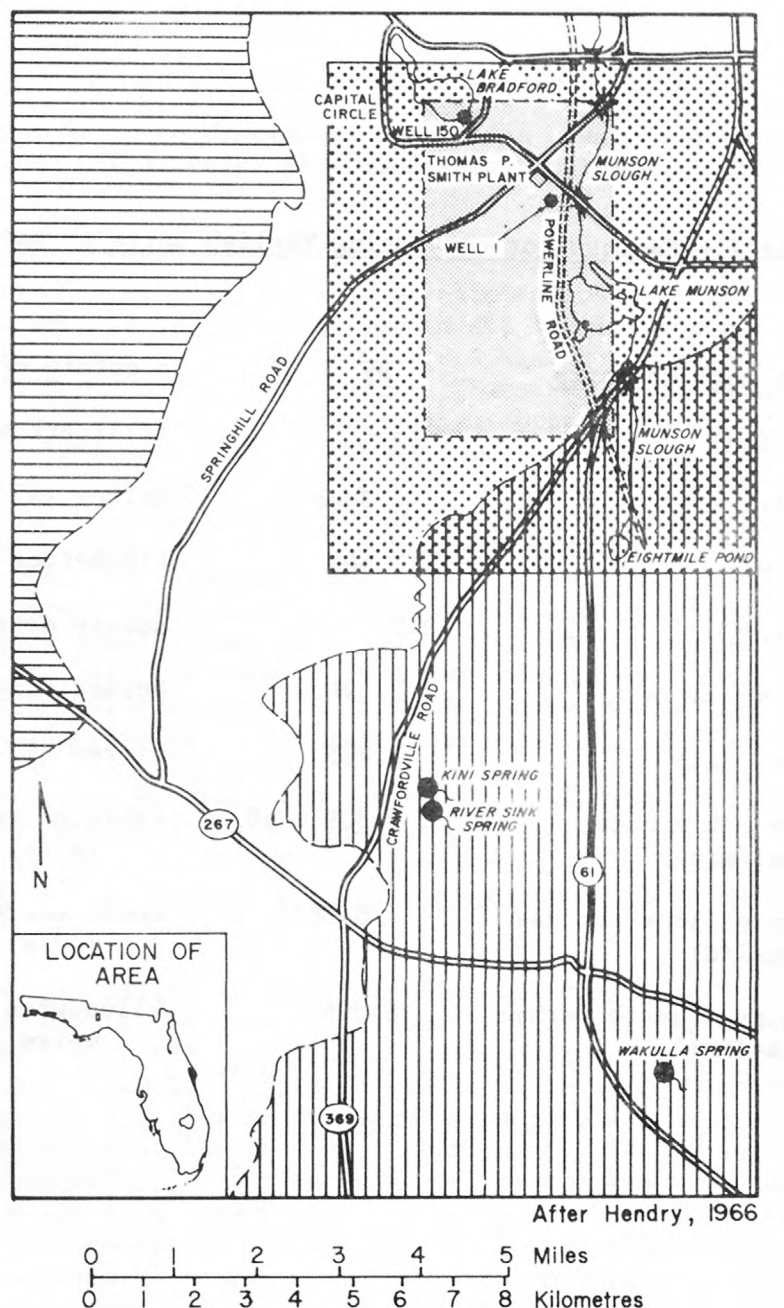 LAKE
BRADFORD
CAPITAL
CIRCLE
WELL 150
THOMAS P.
SMITH PLANT
MUNSON
SLOUGH
WELL 1
POWERLINE ROAD
LAKE MUNSON
SPRINGHILL ROAD
MUNSON
SLOUGH
EIGHTMILE POND
CRAWFORDVILLE ROAD
KINI SPRING
RIVER SINK
SPRING
267
61
N
LOCATION OF
AREA
WAKULLA SPRING
369
After Hendry, 1966
0 1 2 3 4 5 Miles
0 1 2 3 4 5 6 7 8 Kilometres